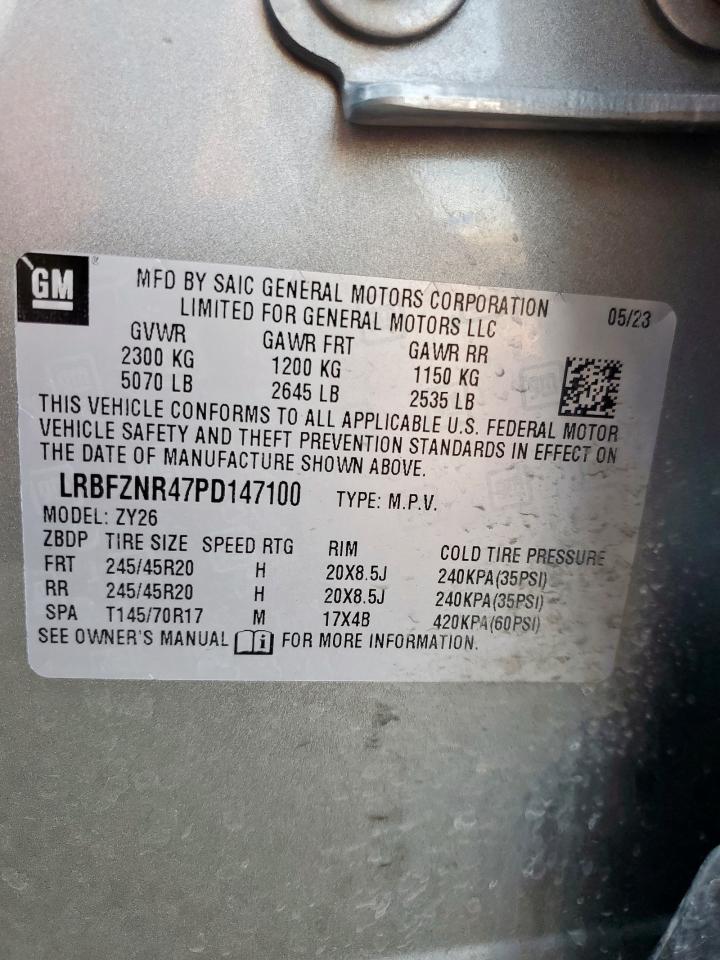 GM
MFD BY SAIC GENERAL MOTORS CORPORATION
LIMITED FOR GENERAL MOTORS LLC
05/23
GVWR GAWR FRT GAWR RR
2300 KG 1200 KG 1150 KG
5070 LB 2645 LB 2535 LB
THIS VEHICLE CONFORMS TO ALL APPLICABLE U.S. FEDERAL MOTOR
VEHICLE SAFETY AND THEFT PREVENTION STANDARDS IN EFFECT ON
THE DATE OF MANUFACTURE SHOWN ABOVE.
LRBFZNR47PD147100 TYPE: M.P.V.
MODEL: ZY26
ZBDP TIRE SIZE SPEED RTG RIM COLD TIRE PRESSURE
FRT 245/45R20 H 20X8.5J 240KPA(35PSI)
RR 245/45R20 H 20X8.5J 240KPA(35PSI)
SPA T145/70R17 M 17X4B 420KPA(60PSI)
SEE OWNER'S MANUAL i FOR MORE INFORMATION.